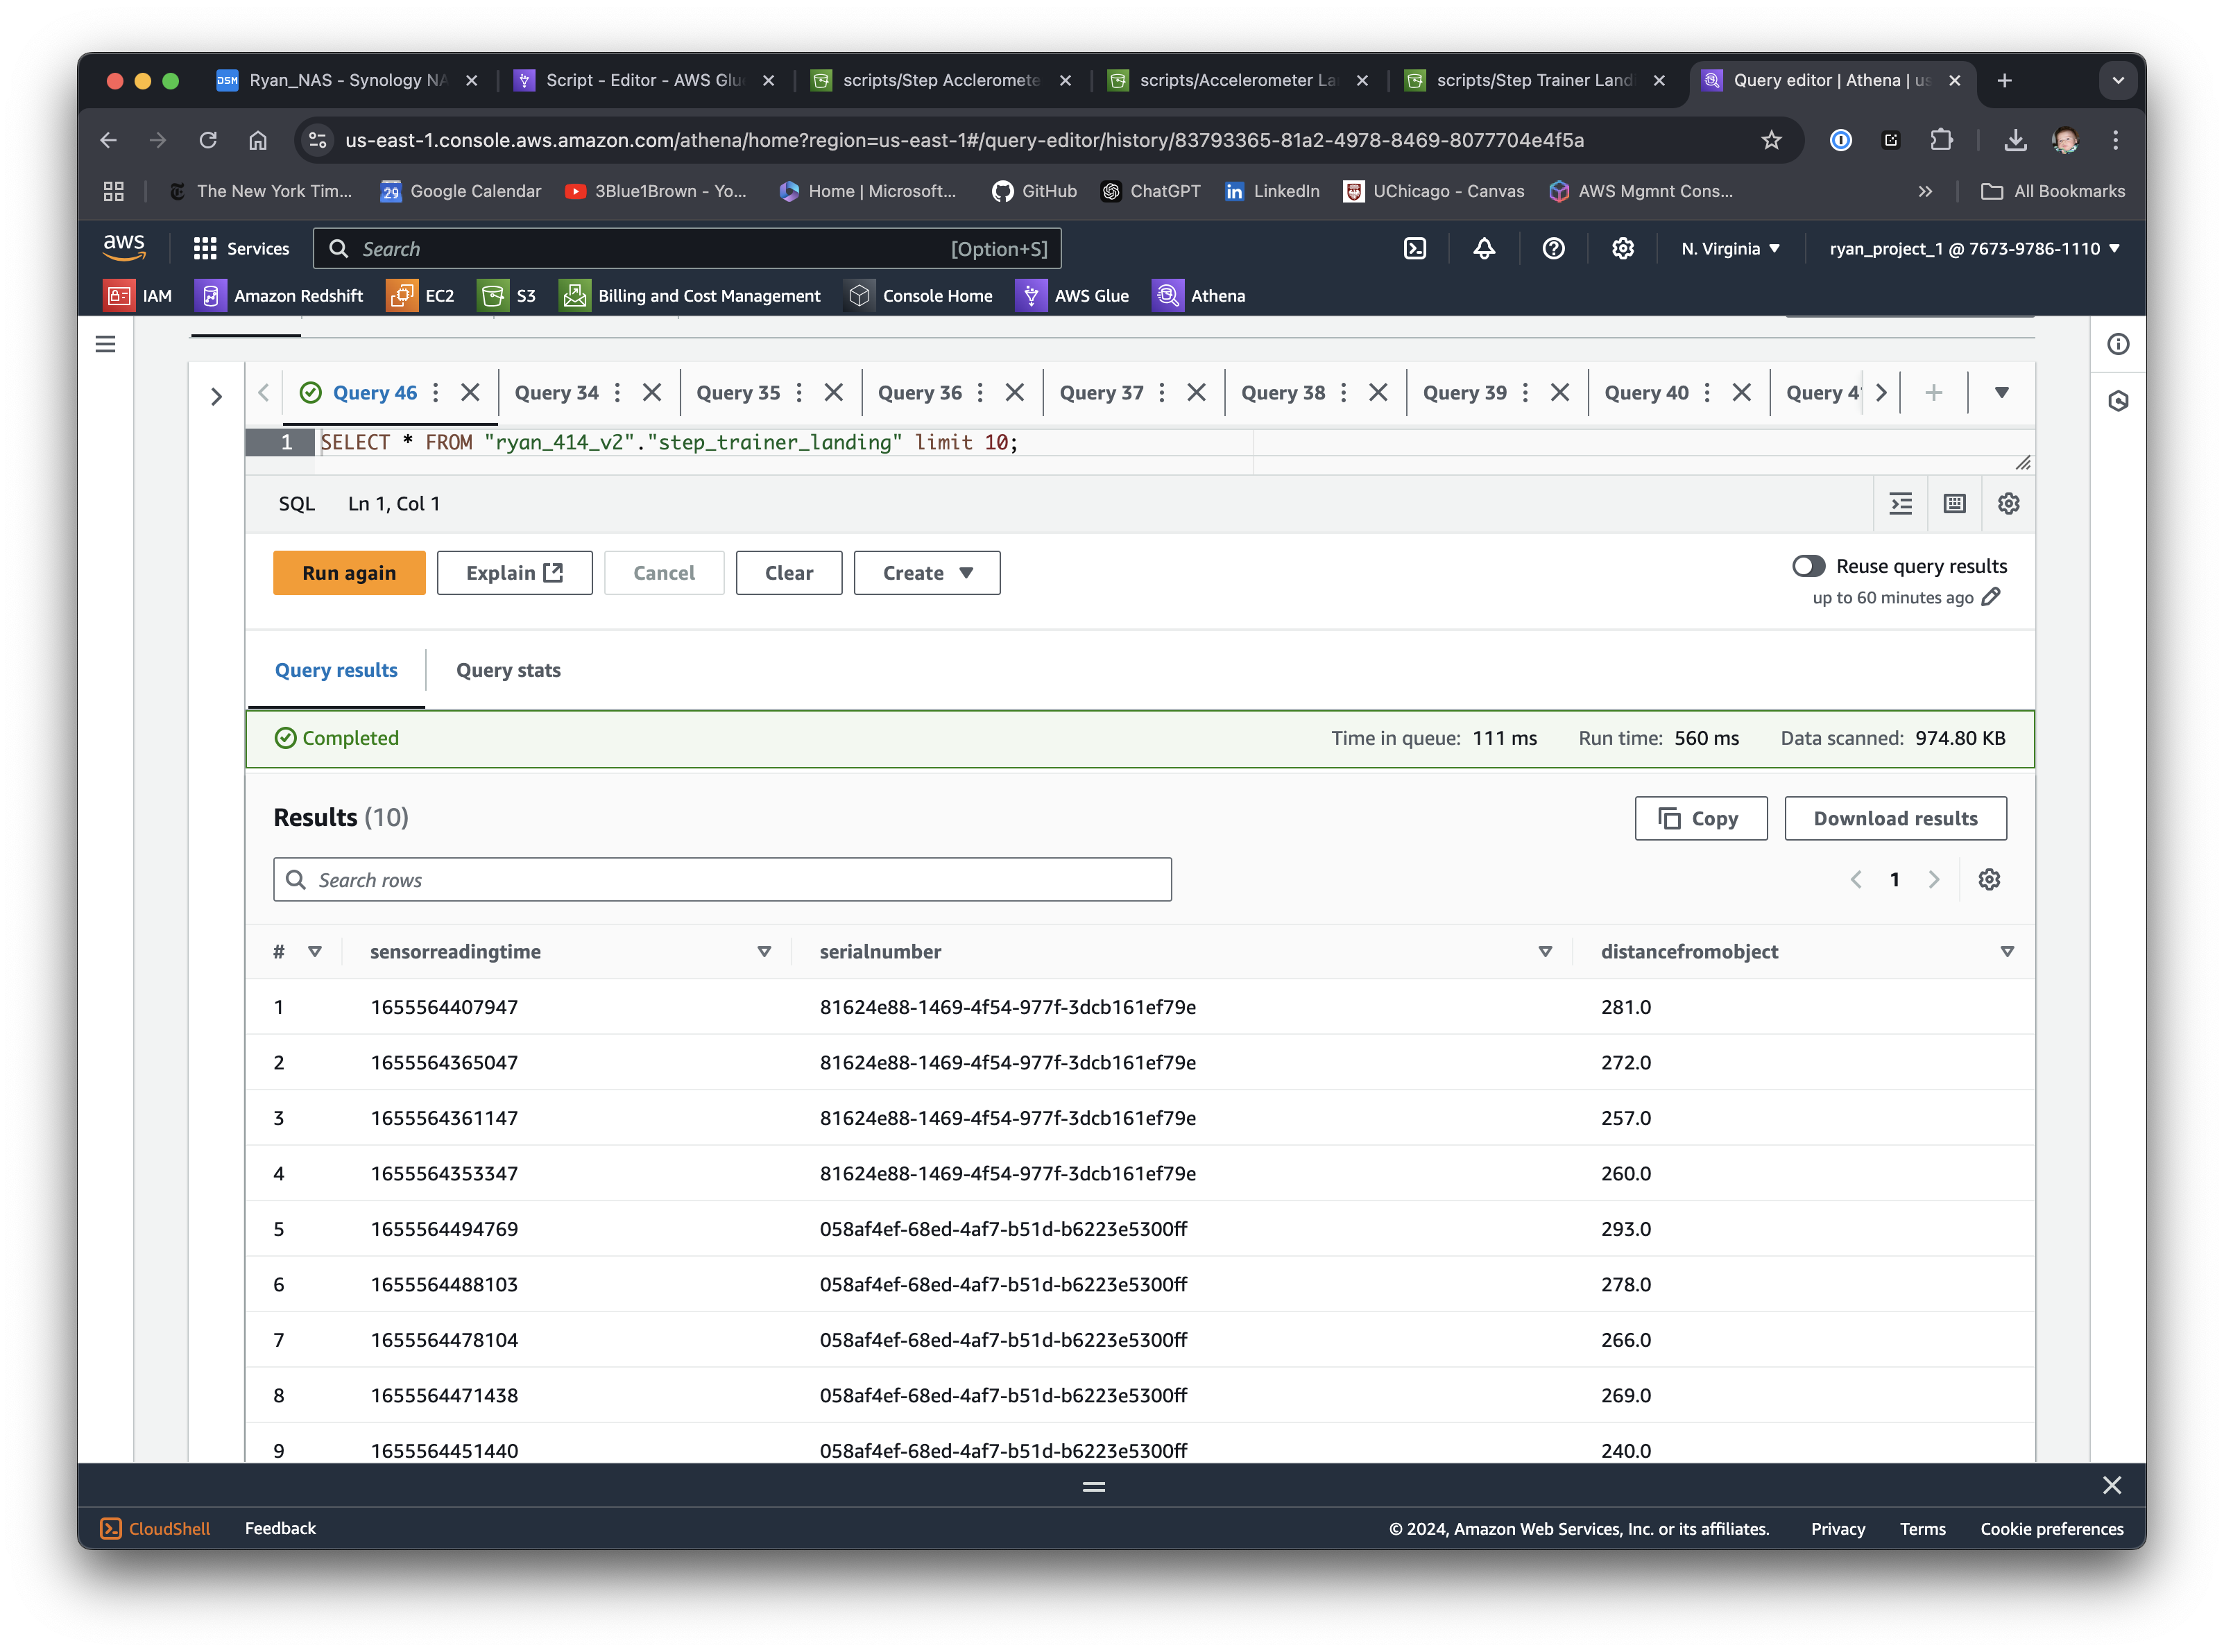 Ryan_NAS - Synology NA
Script - Editor - AWS Glu
scripts/Step Accleromete
scripts/Accelerometer La
scripts/Step Trainer Land
Query editor | Athena | us
us-east-1.console.aws.amazon.com/athena/home?region=us-east-1#/query-editor/history/83793365-81a2-4978-8469-8077704e4f5a
The New York Tim...
29 Google Calendar
3Blue1Brown - Yo...
Home | Microsoft...
GitHub
ChatGPT
LinkedIn
UChicago - Canvas
AWS Mgmnt Cons...
All Bookmarks
aws
Services
Search [Option+S]
N. Virginia
ryan_project_1 @ 7673-9786-1110
IAM
Amazon Redshift
EC2
S3
Billing and Cost Management
Console Home
AWS Glue
Athena
Query 46
Query 34
Query 35
Query 36
Query 37
Query 38
Query 39
Query 40
Query 4
1 SELECT * FROM "ryan_414_v2"."step_trainer_landing" limit 10;
SQL Ln 1, Col 1
Run again
Explain
Cancel
Clear
Create
Reuse query results
up to 60 minutes ago
Query results
Query stats
Completed
Time in queue: 111 ms Run time: 560 ms Data scanned: 974.80 KB
Results (10)
Copy
Download results
Search rows
1
# sensorreadingtime serialnumber distancefromobject
1 1655564407947 81624e88-1469-4f54-977f-3dcb161ef79e 281.0
2 1655564365047 81624e88-1469-4f54-977f-3dcb161ef79e 272.0
3 1655564361147 81624e88-1469-4f54-977f-3dcb161ef79e 257.0
4 1655564353347 81624e88-1469-4f54-977f-3dcb161ef79e 260.0
5 1655564494769 058af4ef-68ed-4af7-b51d-b6223e5300ff 293.0
6 1655564488103 058af4ef-68ed-4af7-b51d-b6223e5300ff 278.0
7 1655564478104 058af4ef-68ed-4af7-b51d-b6223e5300ff 266.0
8 1655564471438 058af4ef-68ed-4af7-b51d-b6223e5300ff 269.0
9 1655564451440 058af4ef-68ed-4af7-b51d-b6223e5300ff 240.0
CloudShell
Feedback
© 2024, Amazon Web Services, Inc. or its affiliates.
Privacy
Terms
Cookie preferences